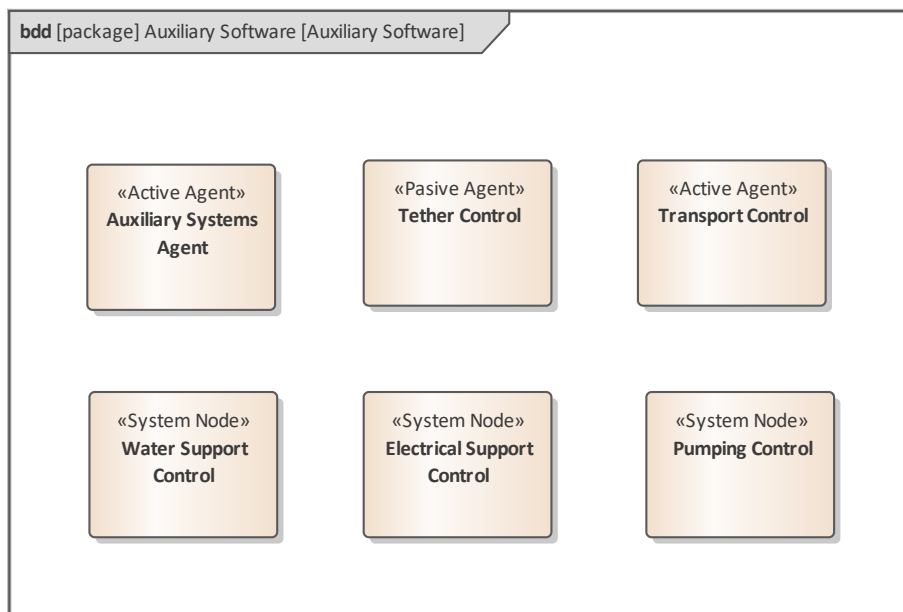 bdd [package] Auxiliary Software [Auxiliary Software]
«Active Agent»
Auxiliary Systems
Agent
«Pasive Agent»
Tether Control
«Active Agent»
Transport Control
«System Node»
Water Support
Control
«System Node»
Electrical Support
Control
«System Node»
Pumping Control